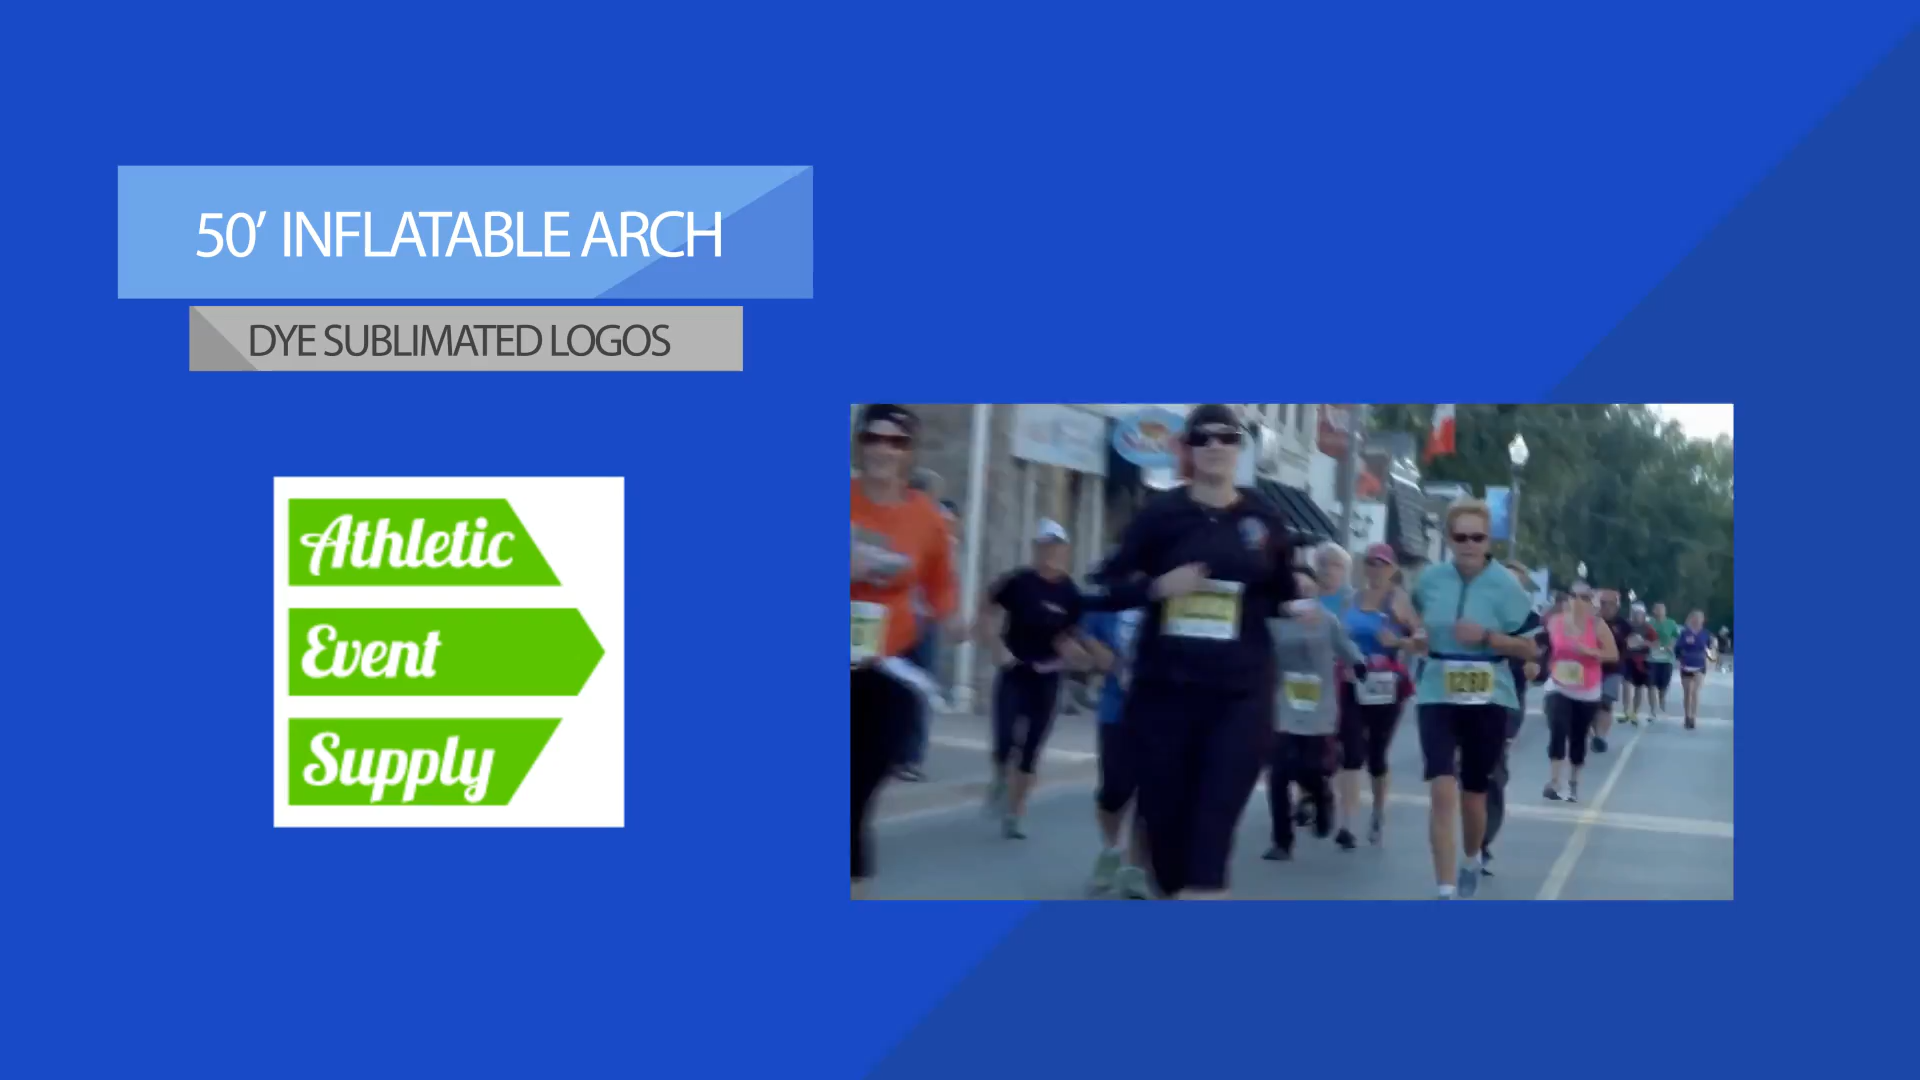 50’ INFLATABLE ARCH
DYE SUBLIMATED LOGOS
Athletic
Event
Supply